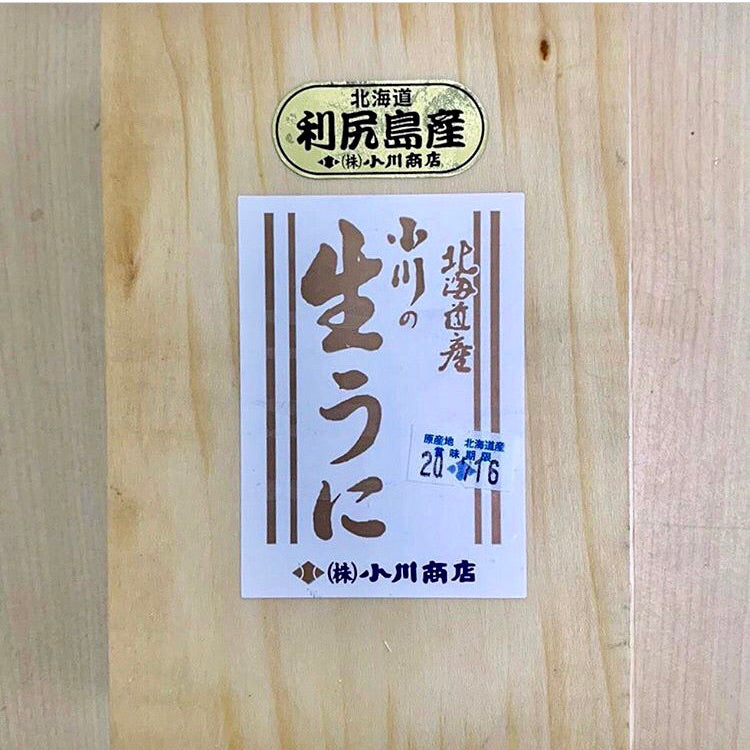 北海道
利尻島産
(株)小川商店
北海道産
小川の
生うに
原産地 北海道産
賞味期限
(株)小川商店